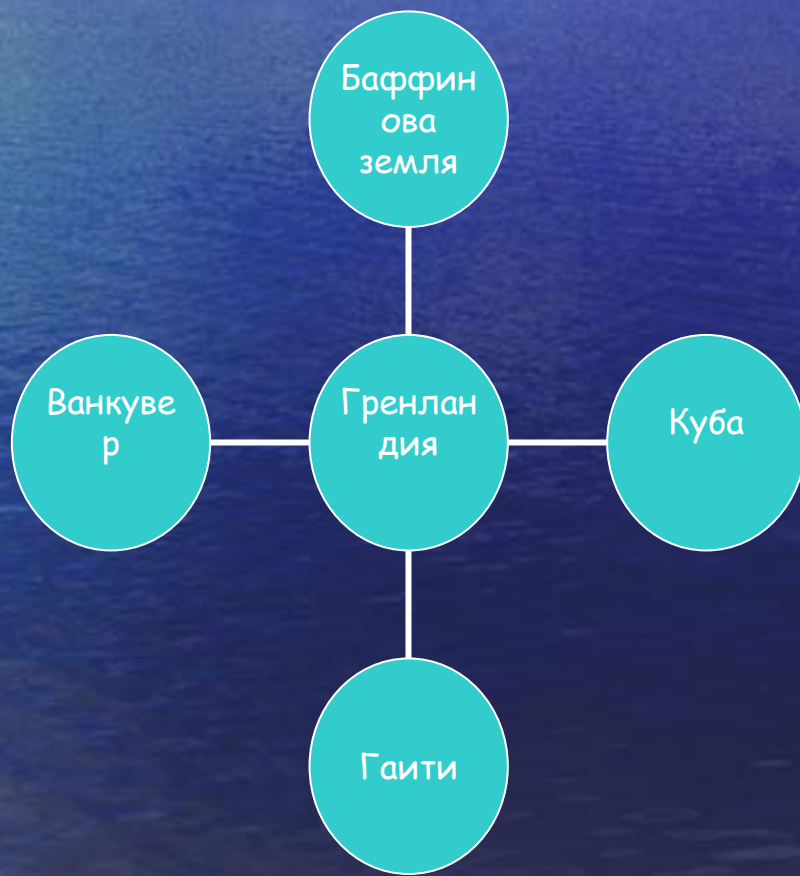 Баффин
ова
земля
Ванкуве
р
Гренлан
дия
Куба
Гаити